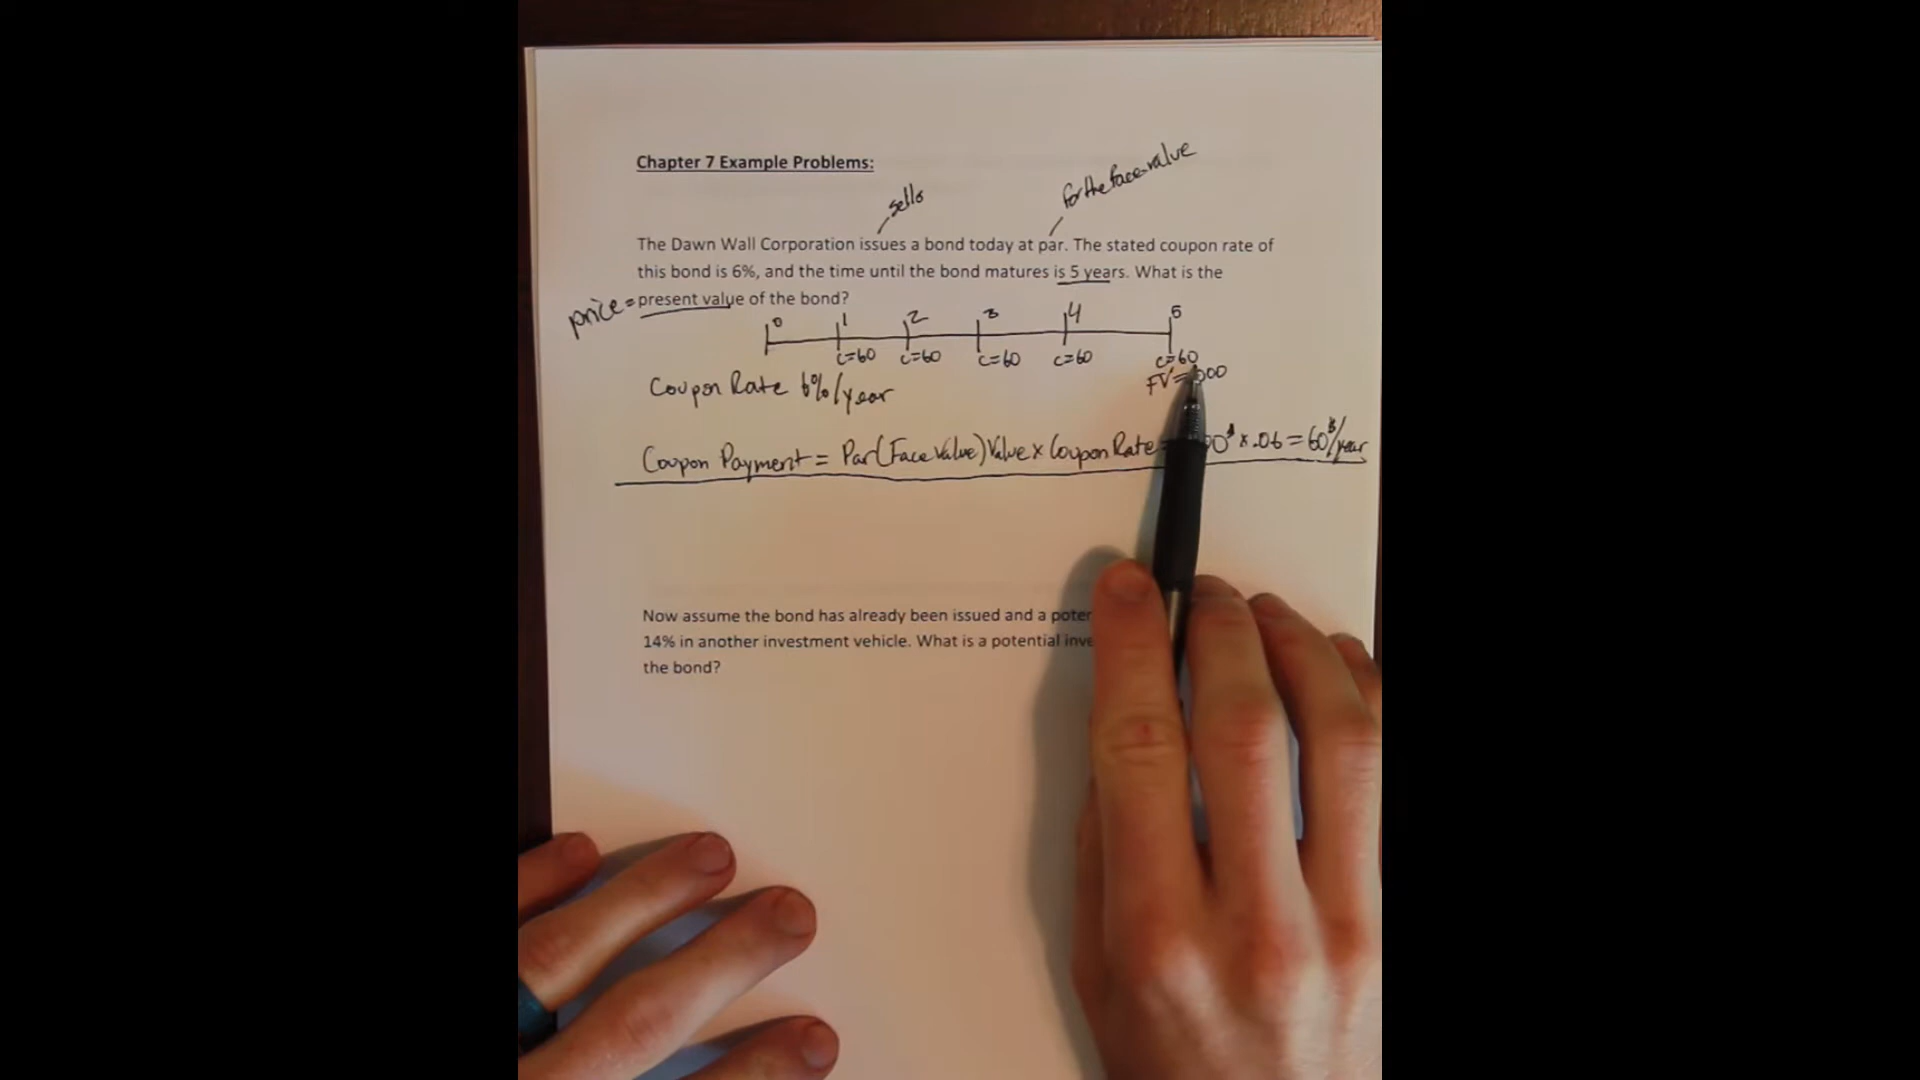 Chapter 7 Example Problems:
sells
for the face value
The Dawn Wall Corporation issues a bond today at par. The stated coupon rate of
this bond is 6%, and the time until the bond matures is 5 years. What is the
price = present value of the bond?
0 1 2 3 4 5
c=60 c=60 c=60 c=60 c=60
FV=
Coupon Rate 6%/year
Coupon Payment = Par (Face Value) Value x Coupon Rate = $ x .06 = 60$/year
Now assume the bond has already been issued and a
14% in another investment vehicle. What is a potential
the bond?